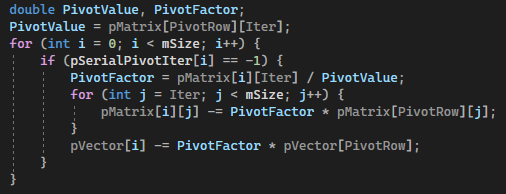 double PivotValue, PivotFactor;
PivotValue = pMatrix[PivotRow][Iter];
for (int i = 0; i < mSize; i++) {
    if (pSerialPivotIter[i] == -1) {
        PivotFactor = pMatrix[i][Iter] / PivotValue;
        for (int j = Iter; j < mSize; j++) {
            pMatrix[i][j] -= PivotFactor * pMatrix[PivotRow][j];
        }
        pVector[i] -= PivotFactor * pVector[PivotRow];
    }
}